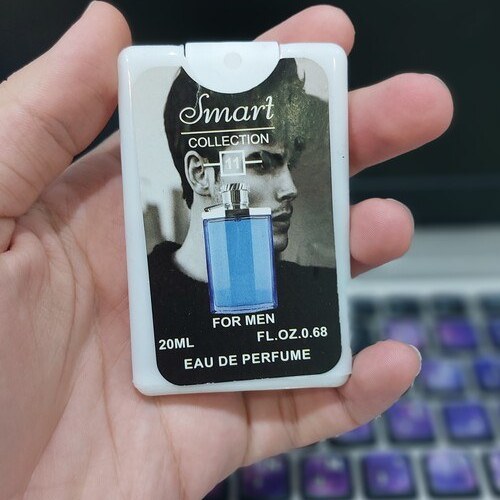 Smart
COLLECTION
11
FOR MEN
20ML FL.OZ.0.68
EAU DE PERFUME